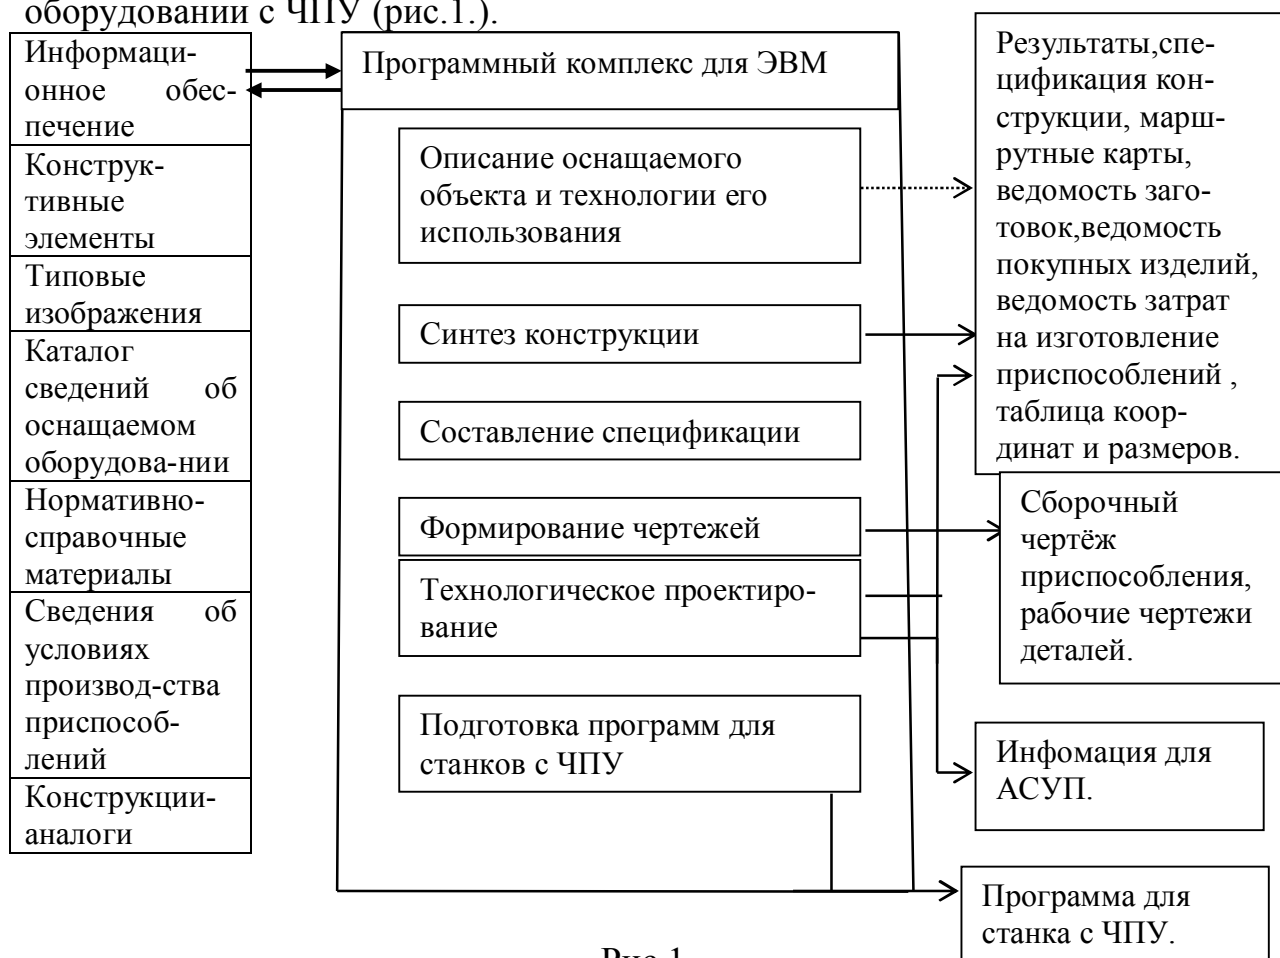 оборудовании с ЧПУ (рис.1.).
Информаци-
онное обес-
печение
Конструк-
тивные
элементы
Типовые
изображения
Каталог
сведений об
оснащаемом
оборудова-нии
Нормативно-
справочные
материалы
Сведения об
условиях
производ-ства
приспособ-
лений
Конструкции-
аналоги
Программный комплекс для ЭВМ
Описание оснащаемого
объекта и технологии его
использования
Синтез конструкции
Составление спецификации
Формирование чертежей
Технологическое проектиро-
вание
Подготовка программ для
станков с ЧПУ
Результаты,спе-
цификация кон-
струкции, марш-
рутные карты,
ведомость заго-
товок,ведомость
покупных изделий,
ведомость затрат
на изготовление
приспособлений ,
таблица коор-
динат и размеров.
Сборочный
чертёж
приспособления,
рабочие чертежи
деталей.
Инфомация для
АСУП.
Программа для
станка с ЧПУ.
Рис.1